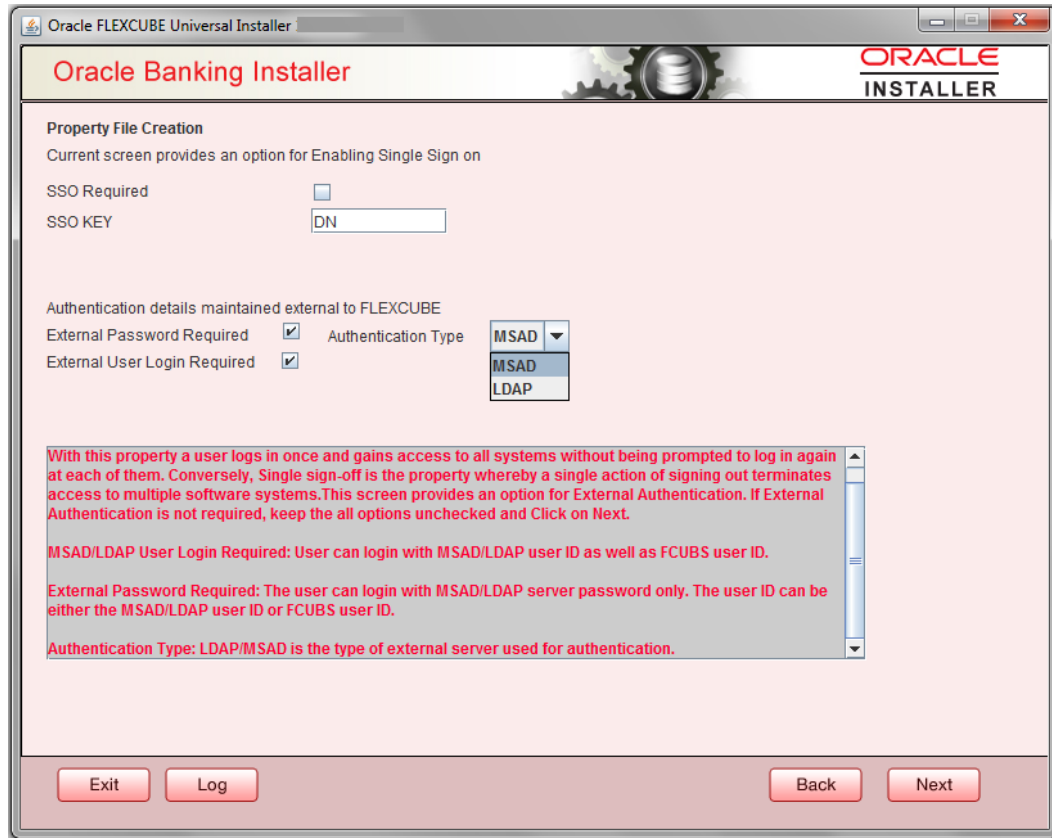 Oracle FLEXCUBE Universal Installer
Oracle Banking Installer
ORACLE
INSTALLER
Property File Creation
Current screen provides an option for Enabling Single Sign on
SSO Required
SSO KEY DN
Authentication details maintained external to FLEXCUBE
External Password Required Authentication Type MSAD
External User Login Required MSAD
LDAP
With this property a user logs in once and gains access to all systems without being prompted to log in again
at each of them. Conversely, Single sign-off is the property whereby a single action of signing out terminates
access to multiple software systems.This screen provides an option for External Authentication. If External
Authentication is not required, keep the all options unchecked and Click on Next.
MSAD/LDAP User Login Required: User can login with MSAD/LDAP user ID as well as FCUBS user ID.
External Password Required: The user can login with MSAD/LDAP server password only. The user ID can be
either the MSAD/LDAP user ID or FCUBS user ID.
Authentication Type: LDAP/MSAD is the type of external server used for authentication.
Exit Log Back Next